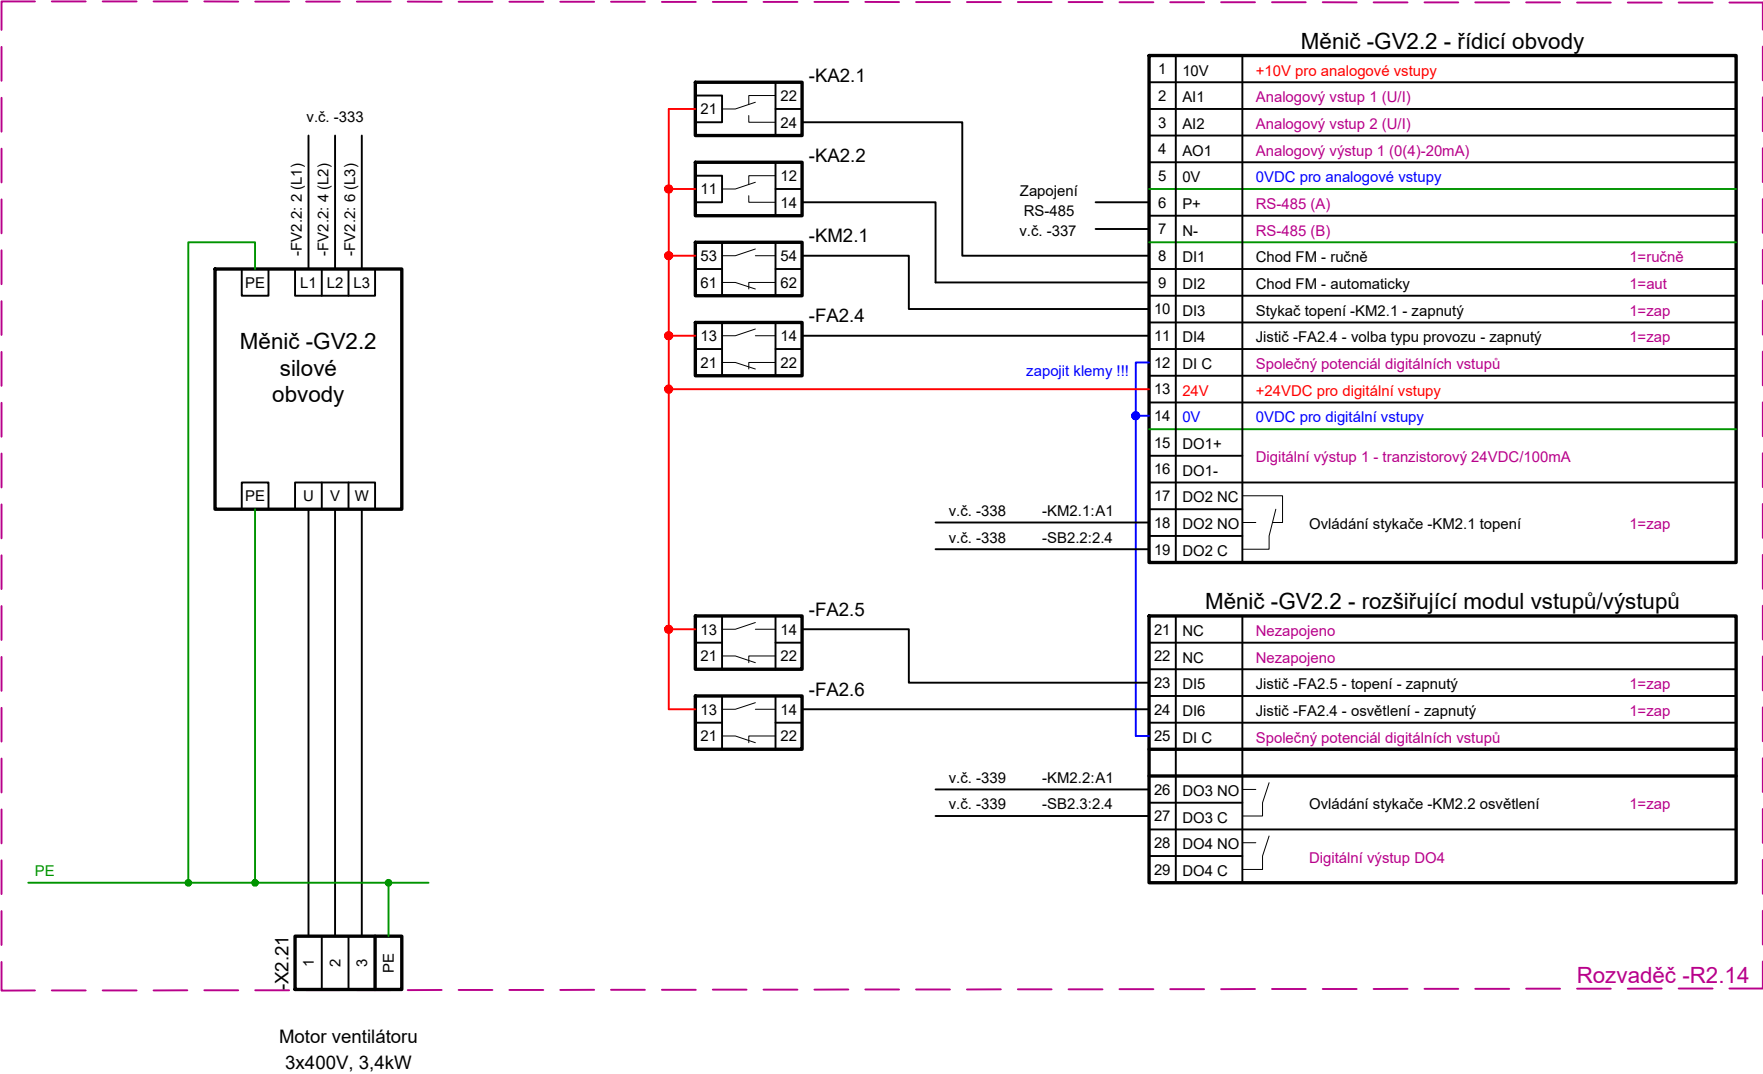 v.č. -333
-FV2.2: 2 (L1)
-FV2.2: 4 (L2)
-FV2.2: 6 (L3)
PE L1 L2 L3
Měnič -GV2.2
silové
obvody
PE U V W
PE
-X2.21
1 2 3 PE
Motor ventilátoru
3x400V, 3,4kW
-KA2.1
21 22
24
-KA2.2
11 12
14
-KM2.1
53 54
61 62
-FA2.4
13 14
21 22
-FA2.5
13 14
21 22
-FA2.6
13 14
21 22
Zapojení
RS-485
v.č. -337
zapojit klemy !!!
v.č. -338 -KM2.1:A1
v.č. -338 -SB2.2:2.4
v.č. -339 -KM2.2:A1
v.č. -339 -SB2.3:2.4
Měnič -GV2.2 - řídicí obvody
1 10V +10V pro analogové vstupy
2 AI1 Analogový vstup 1 (U/I)
3 AI2 Analogový vstup 2 (U/I)
4 AO1 Analogový výstup 1 (0(4)-20mA)
5 0V 0VDC pro analogové vstupy
6 P+ RS-485 (A)
7 N- RS-485 (B)
8 DI1 Chod FM - ručně 1=ručně
9 DI2 Chod FM - automaticky 1=aut
10 DI3 Stykač topení -KM2.1 - zapnutý 1=zap
11 DI4 Jistič -FA2.4 - volba typu provozu - zapnutý 1=zap
12 DI C Společný potenciál digitálních vstupů
13 24V +24VDC pro digitální vstupy
14 0V 0VDC pro digitální vstupy
15 DO1+
Digitální výstup 1 - tranzistorový 24VDC/100mA
16 DO1-
17 DO2 NC
18 DO2 NO Ovládání stykače -KM2.1 topení 1=zap
19 DO2 C
Měnič -GV2.2 - rozšiřující modul vstupů/výstupů
21 NC Nezapojeno
22 NC Nezapojeno
23 DI5 Jistič -FA2.5 - topení - zapnutý 1=zap
24 DI6 Jistič -FA2.4 - osvětlení - zapnutý 1=zap
25 DI C Společný potenciál digitálních vstupů
26 DO3 NO
Ovládání stykače -KM2.2 osvětlení 1=zap
27 DO3 C
28 DO4 NO
Digitální výstup DO4
29 DO4 C
Rozvaděč -R2.14